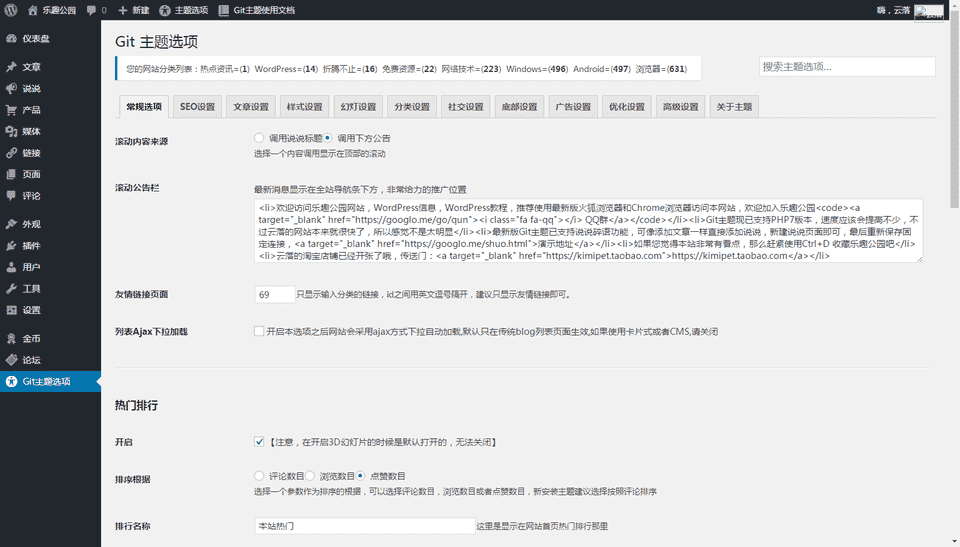 乐趣公园 0 新建 主题选项 Git主题使用文档 嗨，云落
仪表盘
文章
说说
产品
媒体
链接
页面
评论
外观
插件
用户
工具
设置
金币
论坛
Git主题选项
Git 主题选项
您的网站分类列表：热点资讯=(1) WordPress=(14) 折腾不止=(16) 免费资源=(22) 网络技术=(223) Windows=(496) Android=(497) 浏览器=(631)
搜索主题选项...
常规选项 SEO设置 文章设置 样式设置 幻灯设置 分类设置 社交设置 底部设置 广告设置 优化设置 高级设置 关于主题
滚动内容来源 调用说说标题 调用下方公告
选择一个内容调用显示在顶部的滚动
滚动公告栏 最新消息显示在全站导航条下方，非常给力的推广位置
<li>欢迎访问乐趣公园网站，WordPress信息，WordPress教程，推荐使用最新版火狐浏览器和Chrome浏览器访问本网站，欢迎加入乐趣公园<code><a
target="_blank" href="https://googlo.me/go/qun"><i class="fa fa-qq"></i> QQ群</a></code></li><li>Git主题现已支持PHP7版本，速度应该会提高不少，不
过云落的网站本来就很快了，所以感觉不是太明显</li><li>最新版Git主题已支持说说碎语功能，可像添加文章一样直接添加说说，新建说说页面即可，最后重新保存固
定连接，<a target="_blank" href="https://googlo.me/shuo.html">演示地址</a></li><li>如果您觉得本站非常有看点，那么赶紧使用Ctrl+D 收藏乐趣公园吧</li>
<li>云落的淘宝店铺已经开张了哦，传送门：<a target="_blank" href="https://kimipet.taobao.com">https://kimipet.taobao.com</a></li>
友情链接页面 69 只显示输入分类的链接，id之间用英文逗号隔开，建议只显示友情链接即可。
列表Ajax下拉加载 开启本选项之后网站会采用ajax方式下拉自动加载,默认只在传统blog列表页面生效,如果使用卡片式或者CMS,请关闭
热门排行
开启 【注意，在开启3D幻灯片的时候是默认打开的，无法关闭】
排序根据 评论数目 浏览数目 点赞数目
选择一个参数作为排序的根据，可以选择评论数目，浏览数目或者点赞数目，新安装主题建议选择按照评论排序
排行名称 本站热门 这里是显示在网站首页热门排行那里